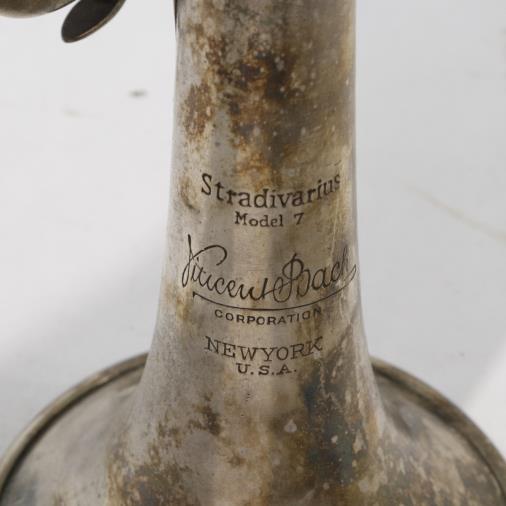 Stradivarius
Model 7
Vincent Bach
CORPORATION
NEWYORK
U.S.A.